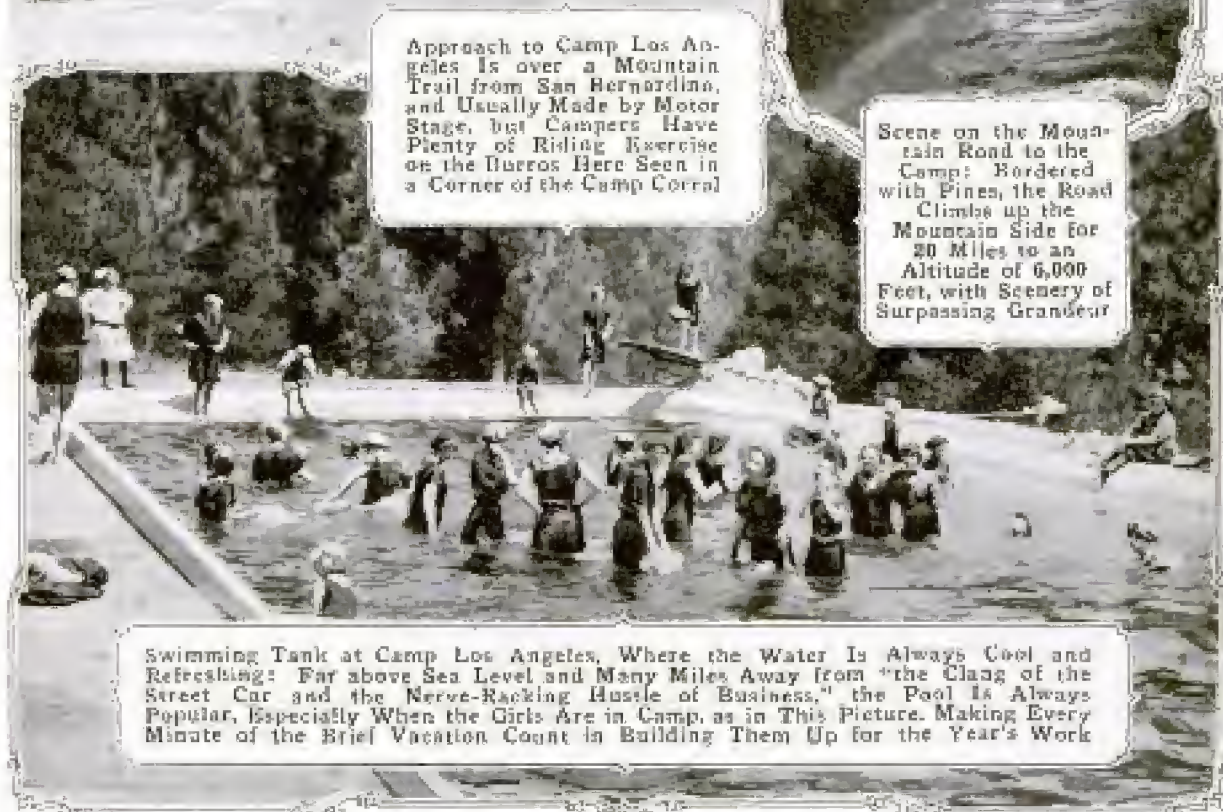 Approach to Camp Los An-
geles Is over a Mountain
Trail from San Bernardino,
and Usually Made by Motor
Stage, but Campers Have
Plenty of Riding Exercise
on the Burros Here Seen in
a Corner of the Camp Corral
Scene on the Moun-
tain Road to the
Camp: Bordered
with Pines, the Road
Climbs up the
Mountain Side for
20 Miles to an
Altitude of 6,000
Feet, with Scenery of
Surpassing Grandeur
Swimming Tank at Camp Los Angeles, Where the Water Is Always Cool and
Refreshing: Far above Sea Level and Many Miles Away from "the Clang of the
Street Car and the Nerve-Racking Hustle of Business," the Pool Is Always
Popular, Especially When the Girls Are in Camp, as in This Picture, Making Every
Minute of the Brief Vacation Count in Building Them Up for the Year's Work